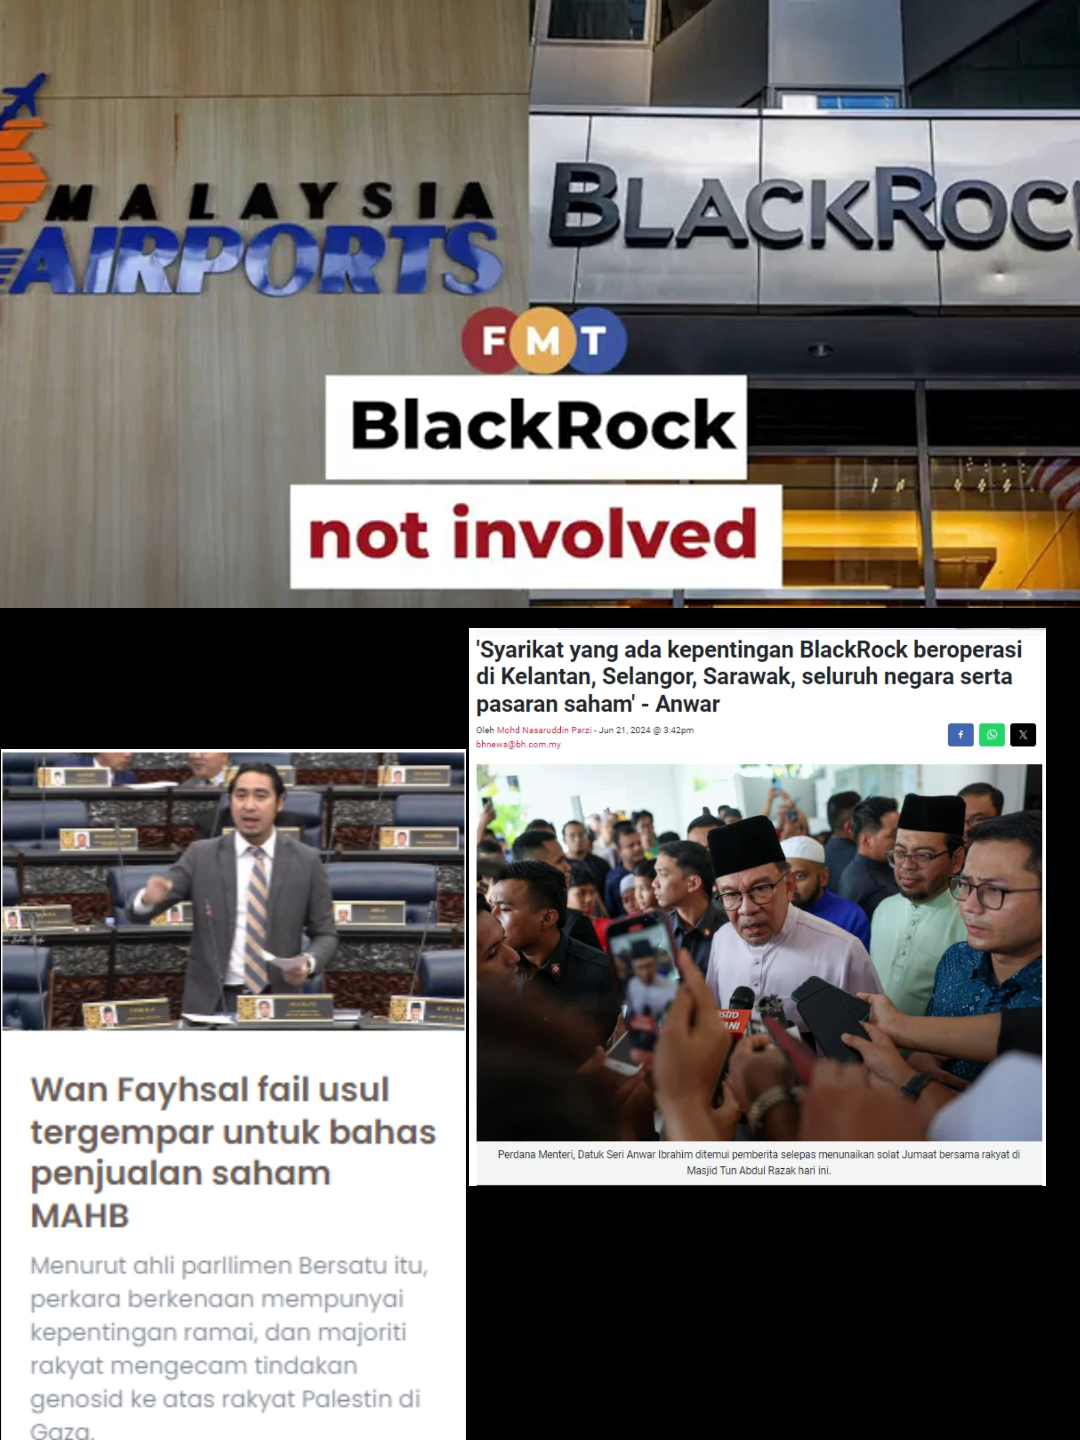 MALAYSIA
AIRPORTS
BLACKROC
FMT
BlackRock
not involved
'Syarikat yang ada kepentingan BlackRock beroperasi
di Kelantan, Selangor, Sarawak, seluruh negara serta
pasaran saham' - Anwar
Oleh Mohd Nasaruddin Parzi - Jun 21, 2024 @ 3:42pm
bhnews@bh.com.my
Perdana Menteri, Datuk Seri Anwar Ibrahim ditemui pemberita selepas menunaikan solat Jumaat bersama rakyat di
Masjid Tun Abdul Razak hari ini.
Wan Fayhsal fail usul
tergempar untuk bahas
penjualan saham
MAHB
Menurut ahli parllimen Bersatu itu,
perkara berkenaan mempunyai
kepentingan ramai, dan majoriti
rakyat mengecam tindakan
genosid ke atas rakyat Palestin di
Gaza.